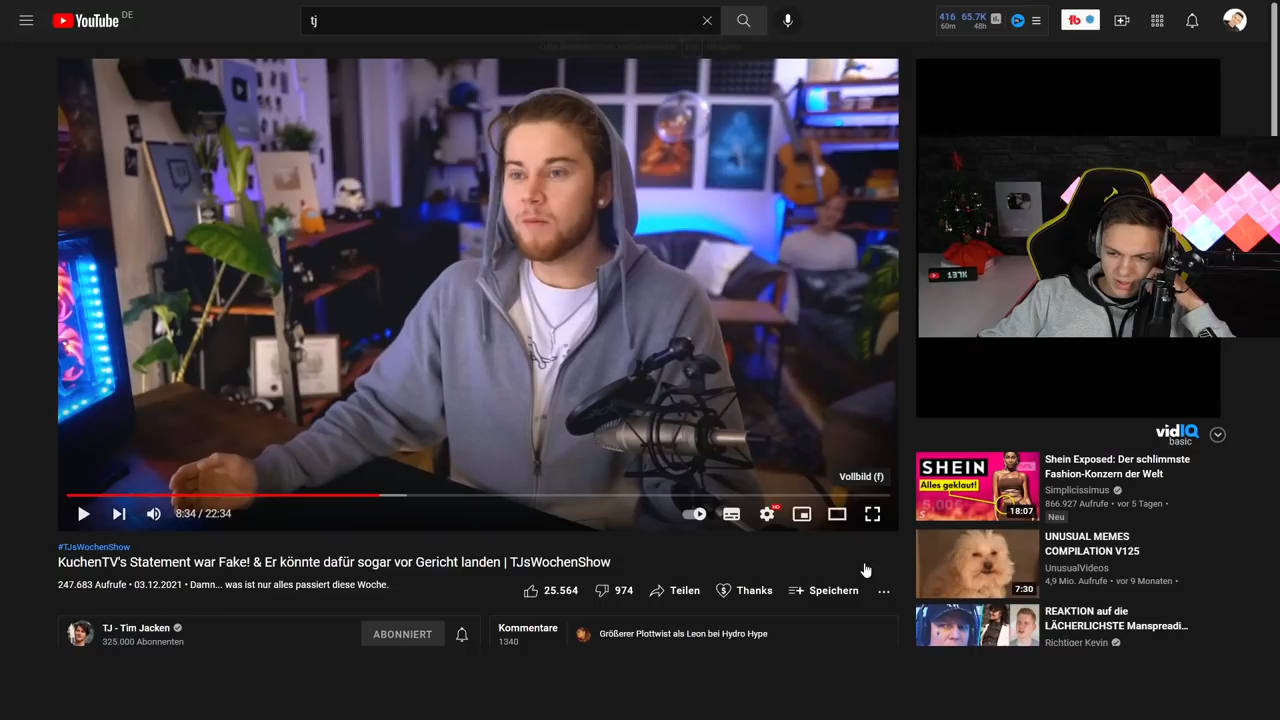 YouTube DE
tj
416 65.7K
60m 48h
137K
Vollbild (f)
8:34 / 22:34
HD
#TJsWochenShow
KuchenTV's Statement war Fake! & Er könnte dafür sogar vor Gericht landen | TJsWochenShow
247.683 Aufrufe • 03.12.2021 • Damn... was ist nur alles passiert diese Woche.
25.564
974
Teilen
Thanks
Speichern
TJ - Tim Jacken
325.000 Abonnenten
ABONNIERT
Kommentare
1340
Größerer Plottwist als Leon bei Hydro Hype
vidIQ
basic
SHEIN
Alles geklaut!
18:07
Shein Exposed: Der schlimmste
Fashion-Konzern der Welt
Simplicissimus
866.927 Aufrufe • vor 5 Tagen •
Neu
7:30
UNUSUAL MEMES
COMPILATION V125
UnusualVideos
4,9 Mio. Aufrufe • vor 9 Monaten •
REAKTION auf die
LÄCHERLICHSTE Manspreadi...
Richtiger Kevin